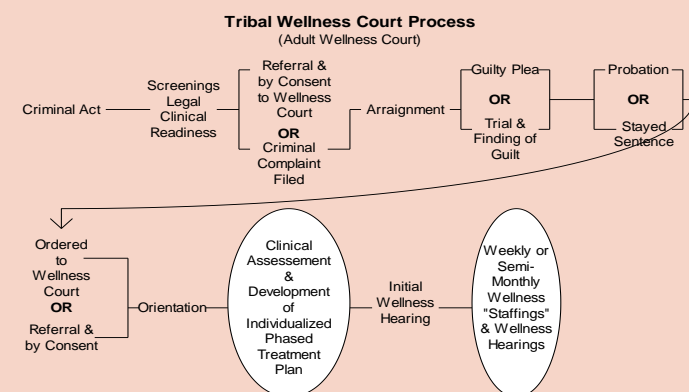 Tribal Wellness Court Process
(Adult Wellness Court)
Criminal Act
Screenings
Legal
Clinical
Readiness
Referral &
by Consent
to Wellness
Court
OR
Criminal
Complaint
Filed
Arraignment
Guilty Plea
OR
Trial &
Finding of
Guilt
Probation
OR
Stayed
Sentence
Ordered
to
Wellness
Court
OR
Referral &
by Consent
Orientation
Clinical
Assessement
&
Development
of
Individualized
Phased
Treatment
Plan
Initial
Wellness
Hearing
Weekly or
Semi-
Monthly
Wellness
"Staffings"
& Wellness
Hearings